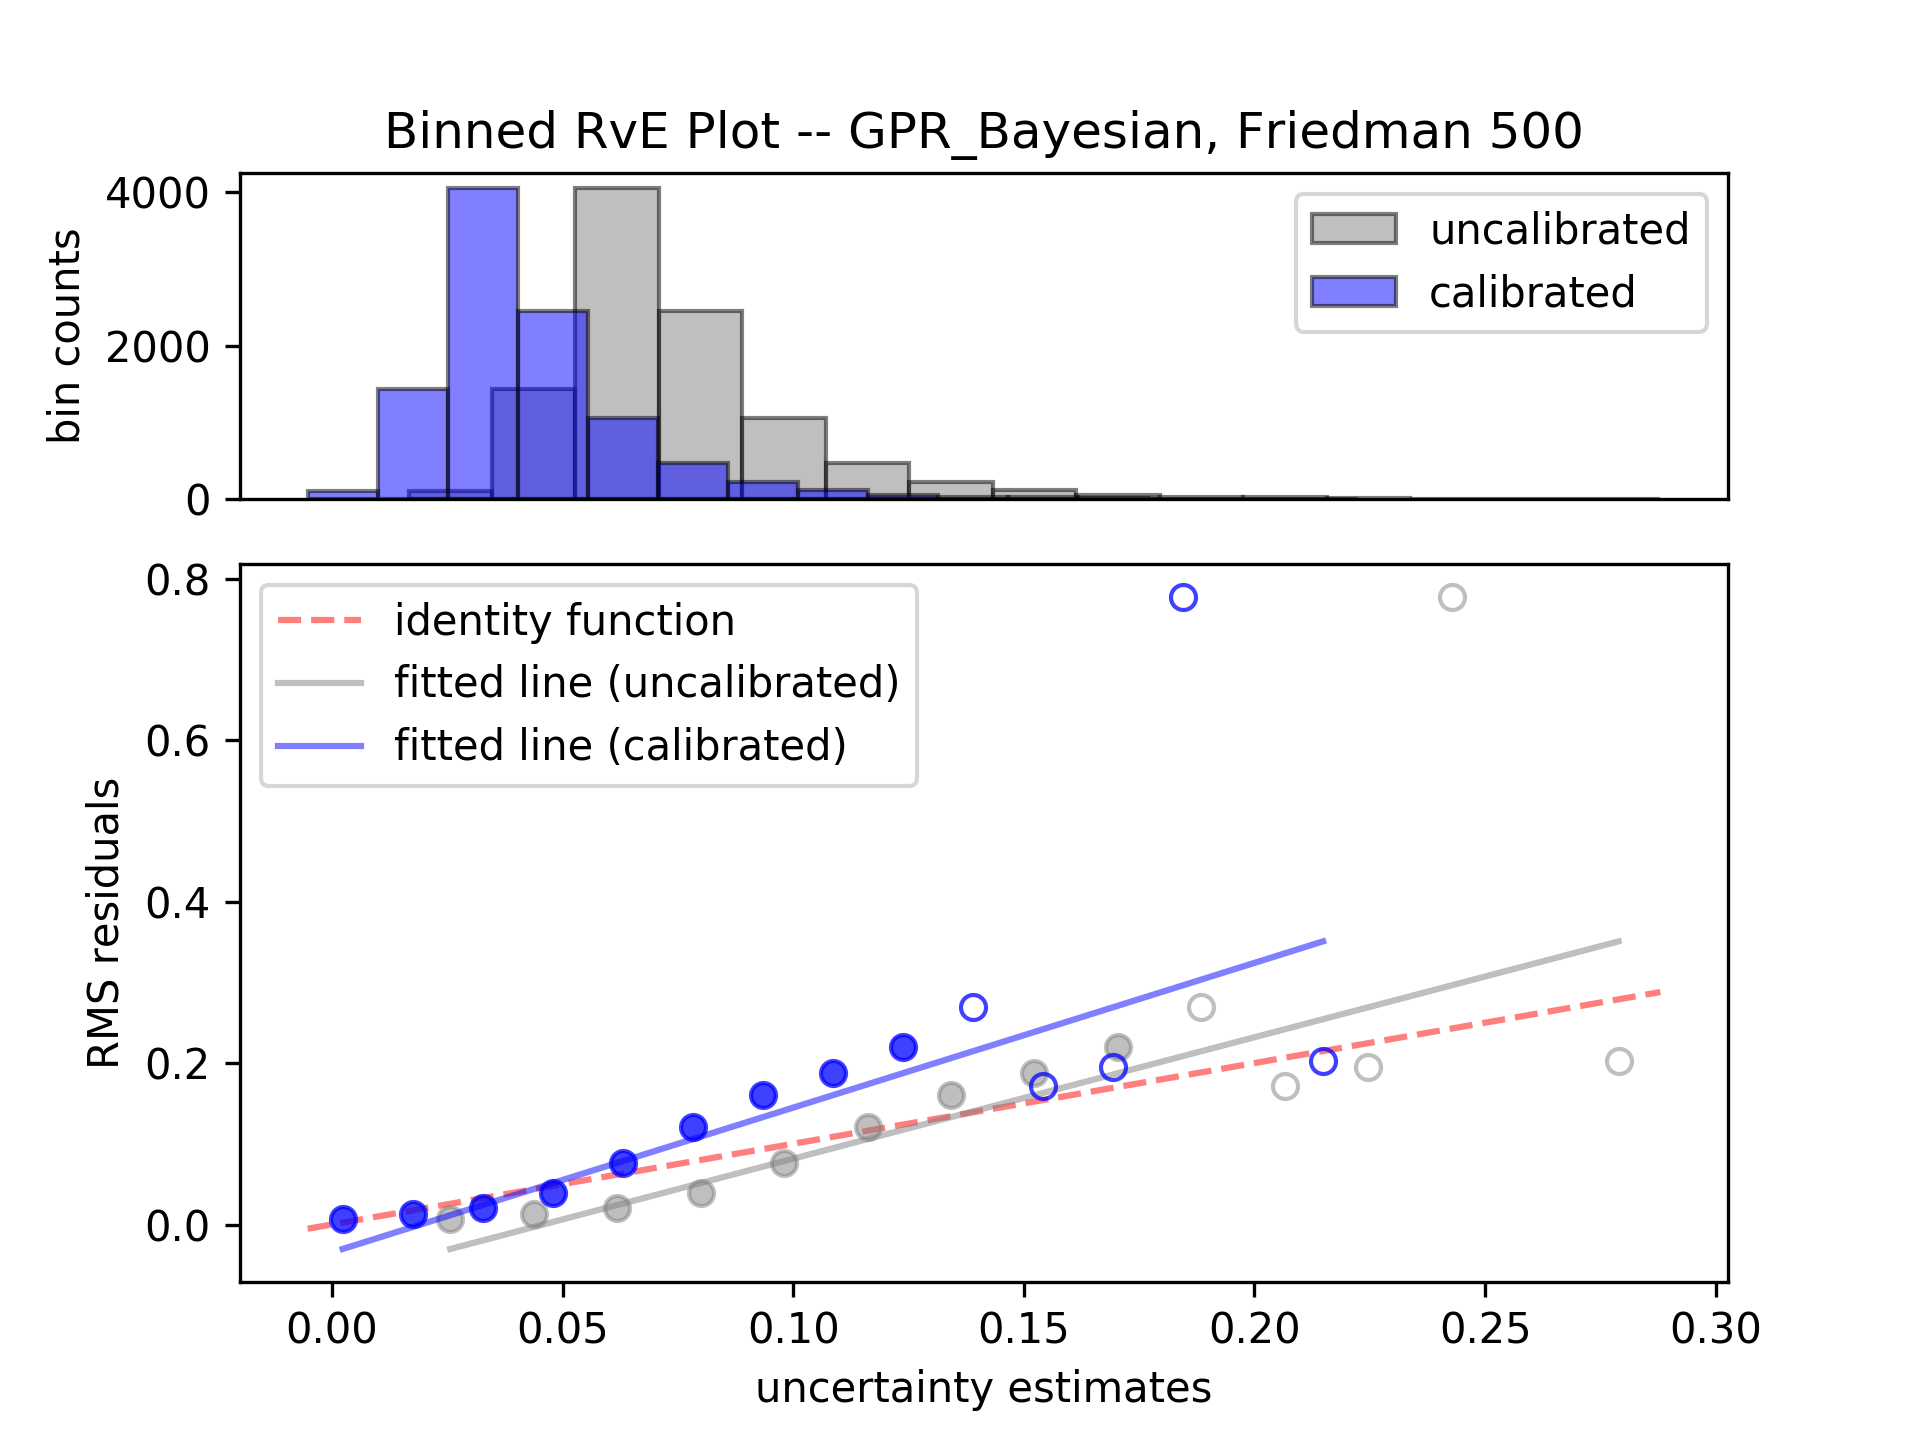 Binned RvE Plot -- GPR_Bayesian, Friedman 500
4000
2000
0
bin counts
uncalibrated
calibrated
0.8
0.6
0.4
0.2
0.0
RMS residuals
identity function
fitted line (uncalibrated)
fitted line (calibrated)
0.00 0.05 0.10 0.15 0.20 0.25 0.30
uncertainty estimates